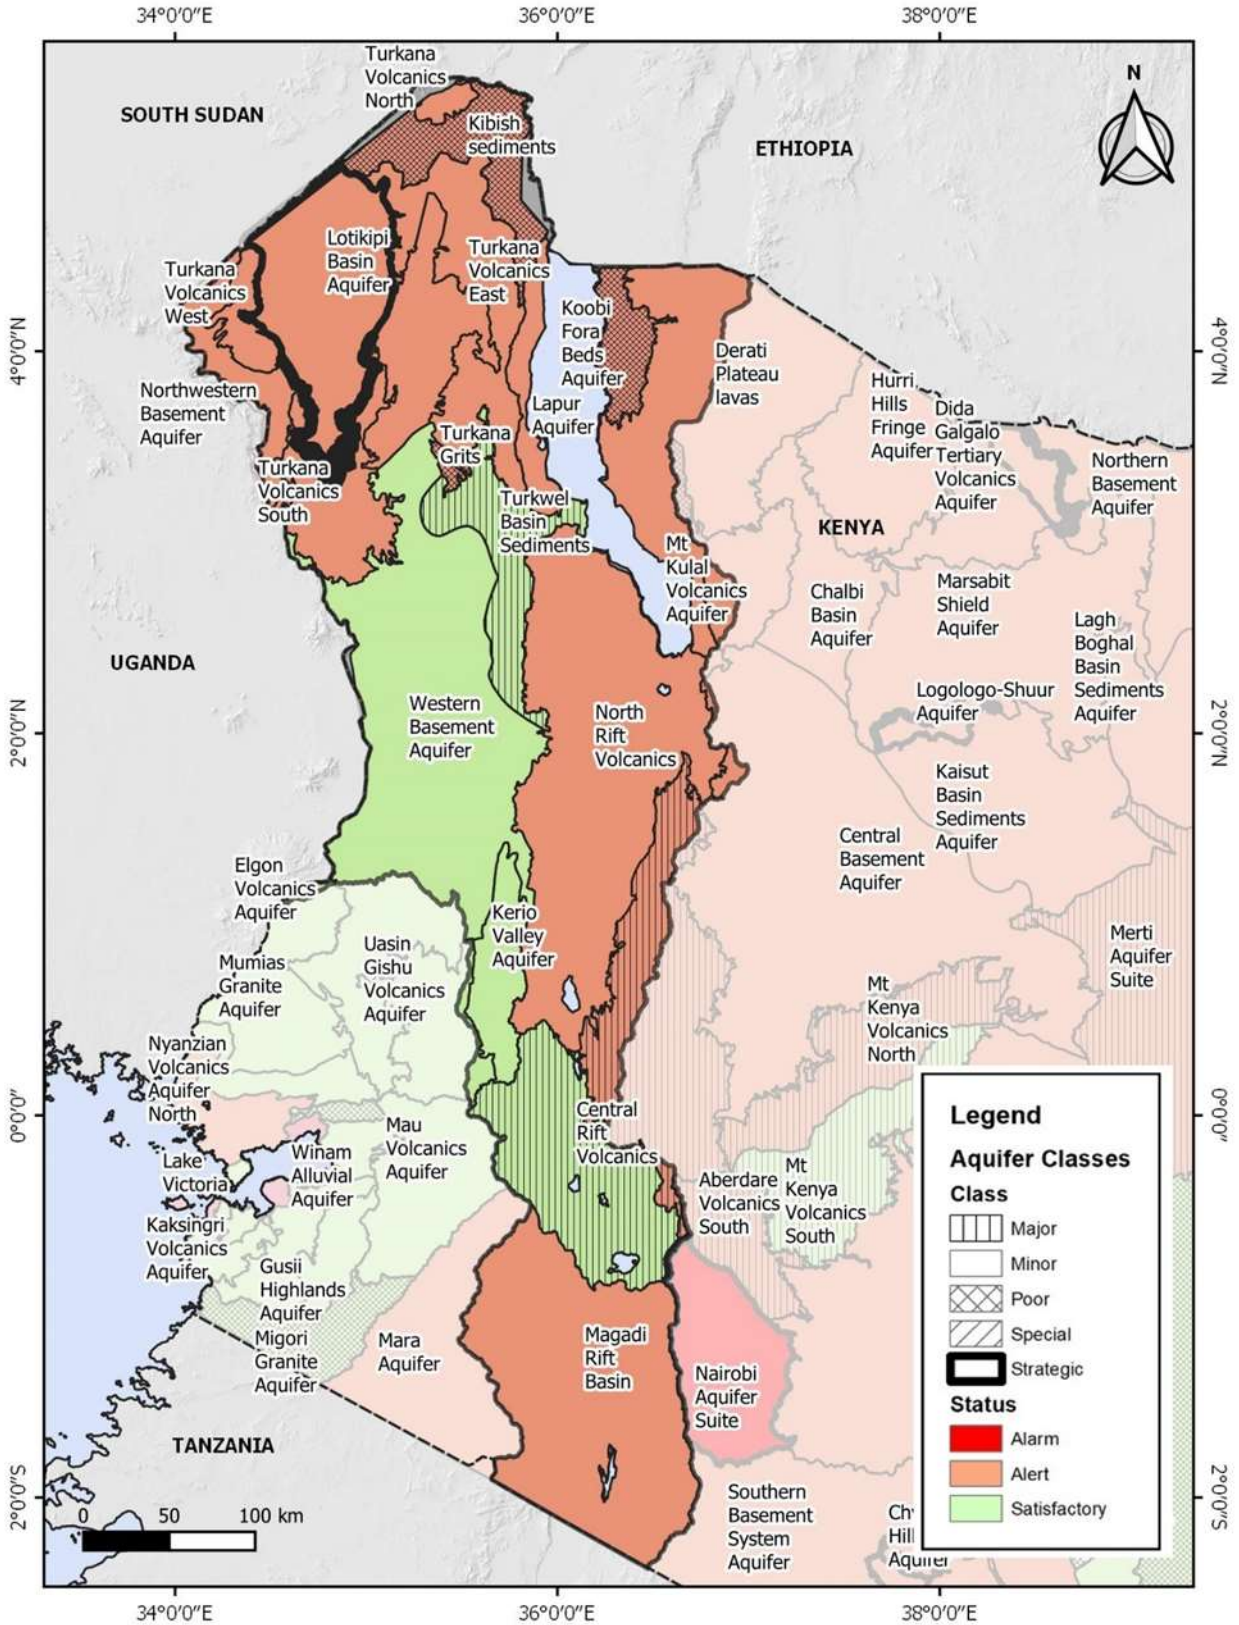 34°0'0"E
36°0'0"E
38°0'0"E
Turkana
Volcanics
North
SOUTH SUDAN
Kibish
sediments
ETHIOPIA
N
Lotikipi
Basin
Aquifer
Turkana
Volcanics
East
Turkana
Volcanics
West
Koobi
Fora
Beds
Aquifer
4°0'0"N
4°0'0"N
Derati
Plateau
lavas
Northwestern
Basement
Aquifer
Hurri
Hills
Fringe
Aquifer
Lapur
Aquifer
Dida
Galgalo
Tertiary
Volcanics
Aquifer
Turkana
Grits
Turkana
Volcanics
South
Northern
Basement
Aquifer
Turkwel
Basin
Sediments
KENYA
Mt
Kulal
Volcanics
Aquifer
Chalbi
Basin
Aquifer
Marsabit
Shield
Aquifer
Lagh
Boghal
Basin
Sediments
Aquifer
UGANDA
Western
Basement
Aquifer
Logologo-Shuur
Aquifer
North
Rift
Volcanics
2°0'0"N
2°0'0"N
Kaisut
Basin
Sediments
Aquifer
Central
Basement
Aquifer
Elgon
Volcanics
Aquifer
Kerio
Valley
Aquifer
Uasin
Gishu
Volcanics
Aquifer
Merti
Aquifer
Suite
Mumias
Granite
Aquifer
Mt
Kenya
Volcanics
North
Nyanzian
Volcanics
Aquifer
North
0°0'0"
0°0'0"
Central
Rift
Volcanics
Mau
Volcanics
Aquifer
Winam
Alluvial
Aquifer
Lake
Victoria
Aberdare
Volcanics
South
Mt
Kenya
Volcanics
South
Kaksingri
Volcanics
Aquifer
Gusii
Highlands
Aquifer
Migori
Granite
Aquifer
Mara
Aquifer
Magadi
Rift
Basin
Nairobi
Aquifer
Suite
TANZANIA
Southern
Basement
System
Aquifer
Hill
Aquifer
2°0'0"S
2°0'0"S
0 50 100 km
Legend
Aquifer Classes
Class
Major
Minor
Poor
Special
Strategic
Status
Alarm
Alert
Satisfactory
34°0'0"E
36°0'0"E
38°0'0"E